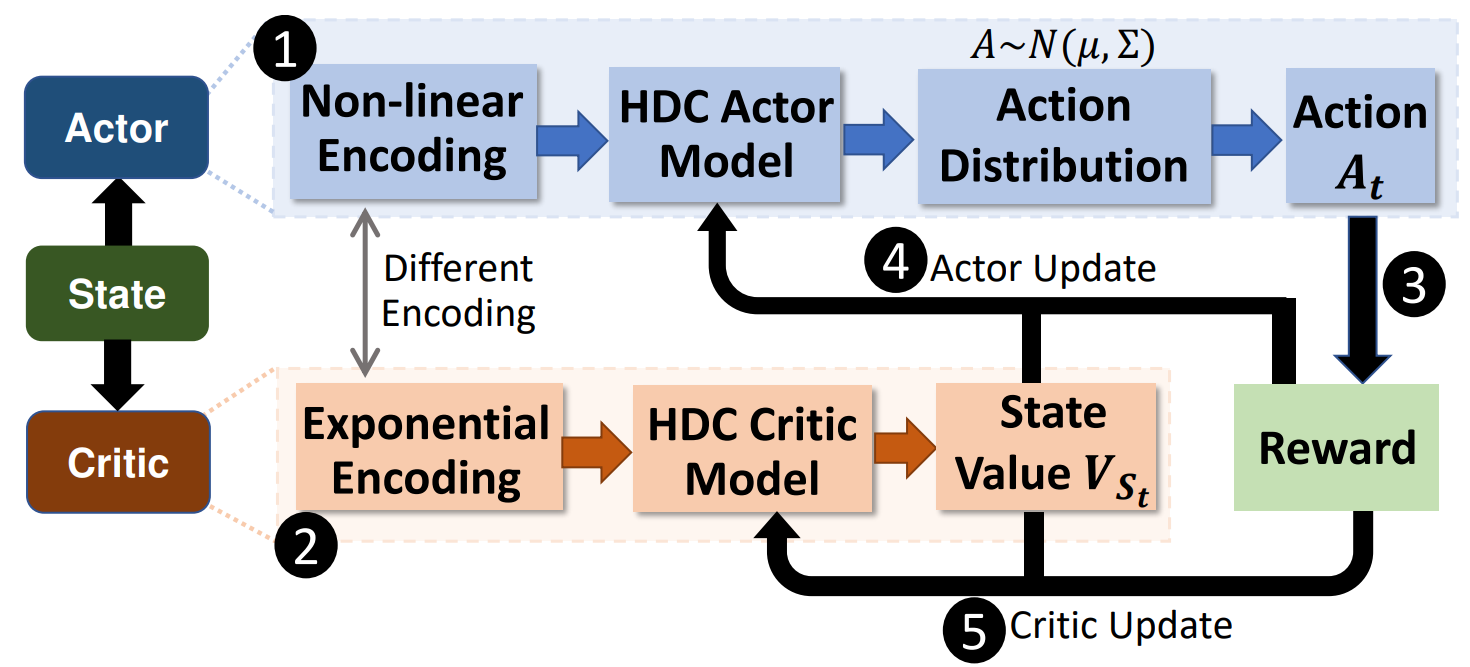 1
A~N(μ, Σ)
Actor
Non-linear
Encoding
HDC Actor
Model
Action
Distribution
Action
A_t
State
Different
Encoding
4 Actor Update
3
Critic
Exponential
Encoding
HDC Critic
Model
State
Value V_{S_t}
Reward
2
5 Critic Update